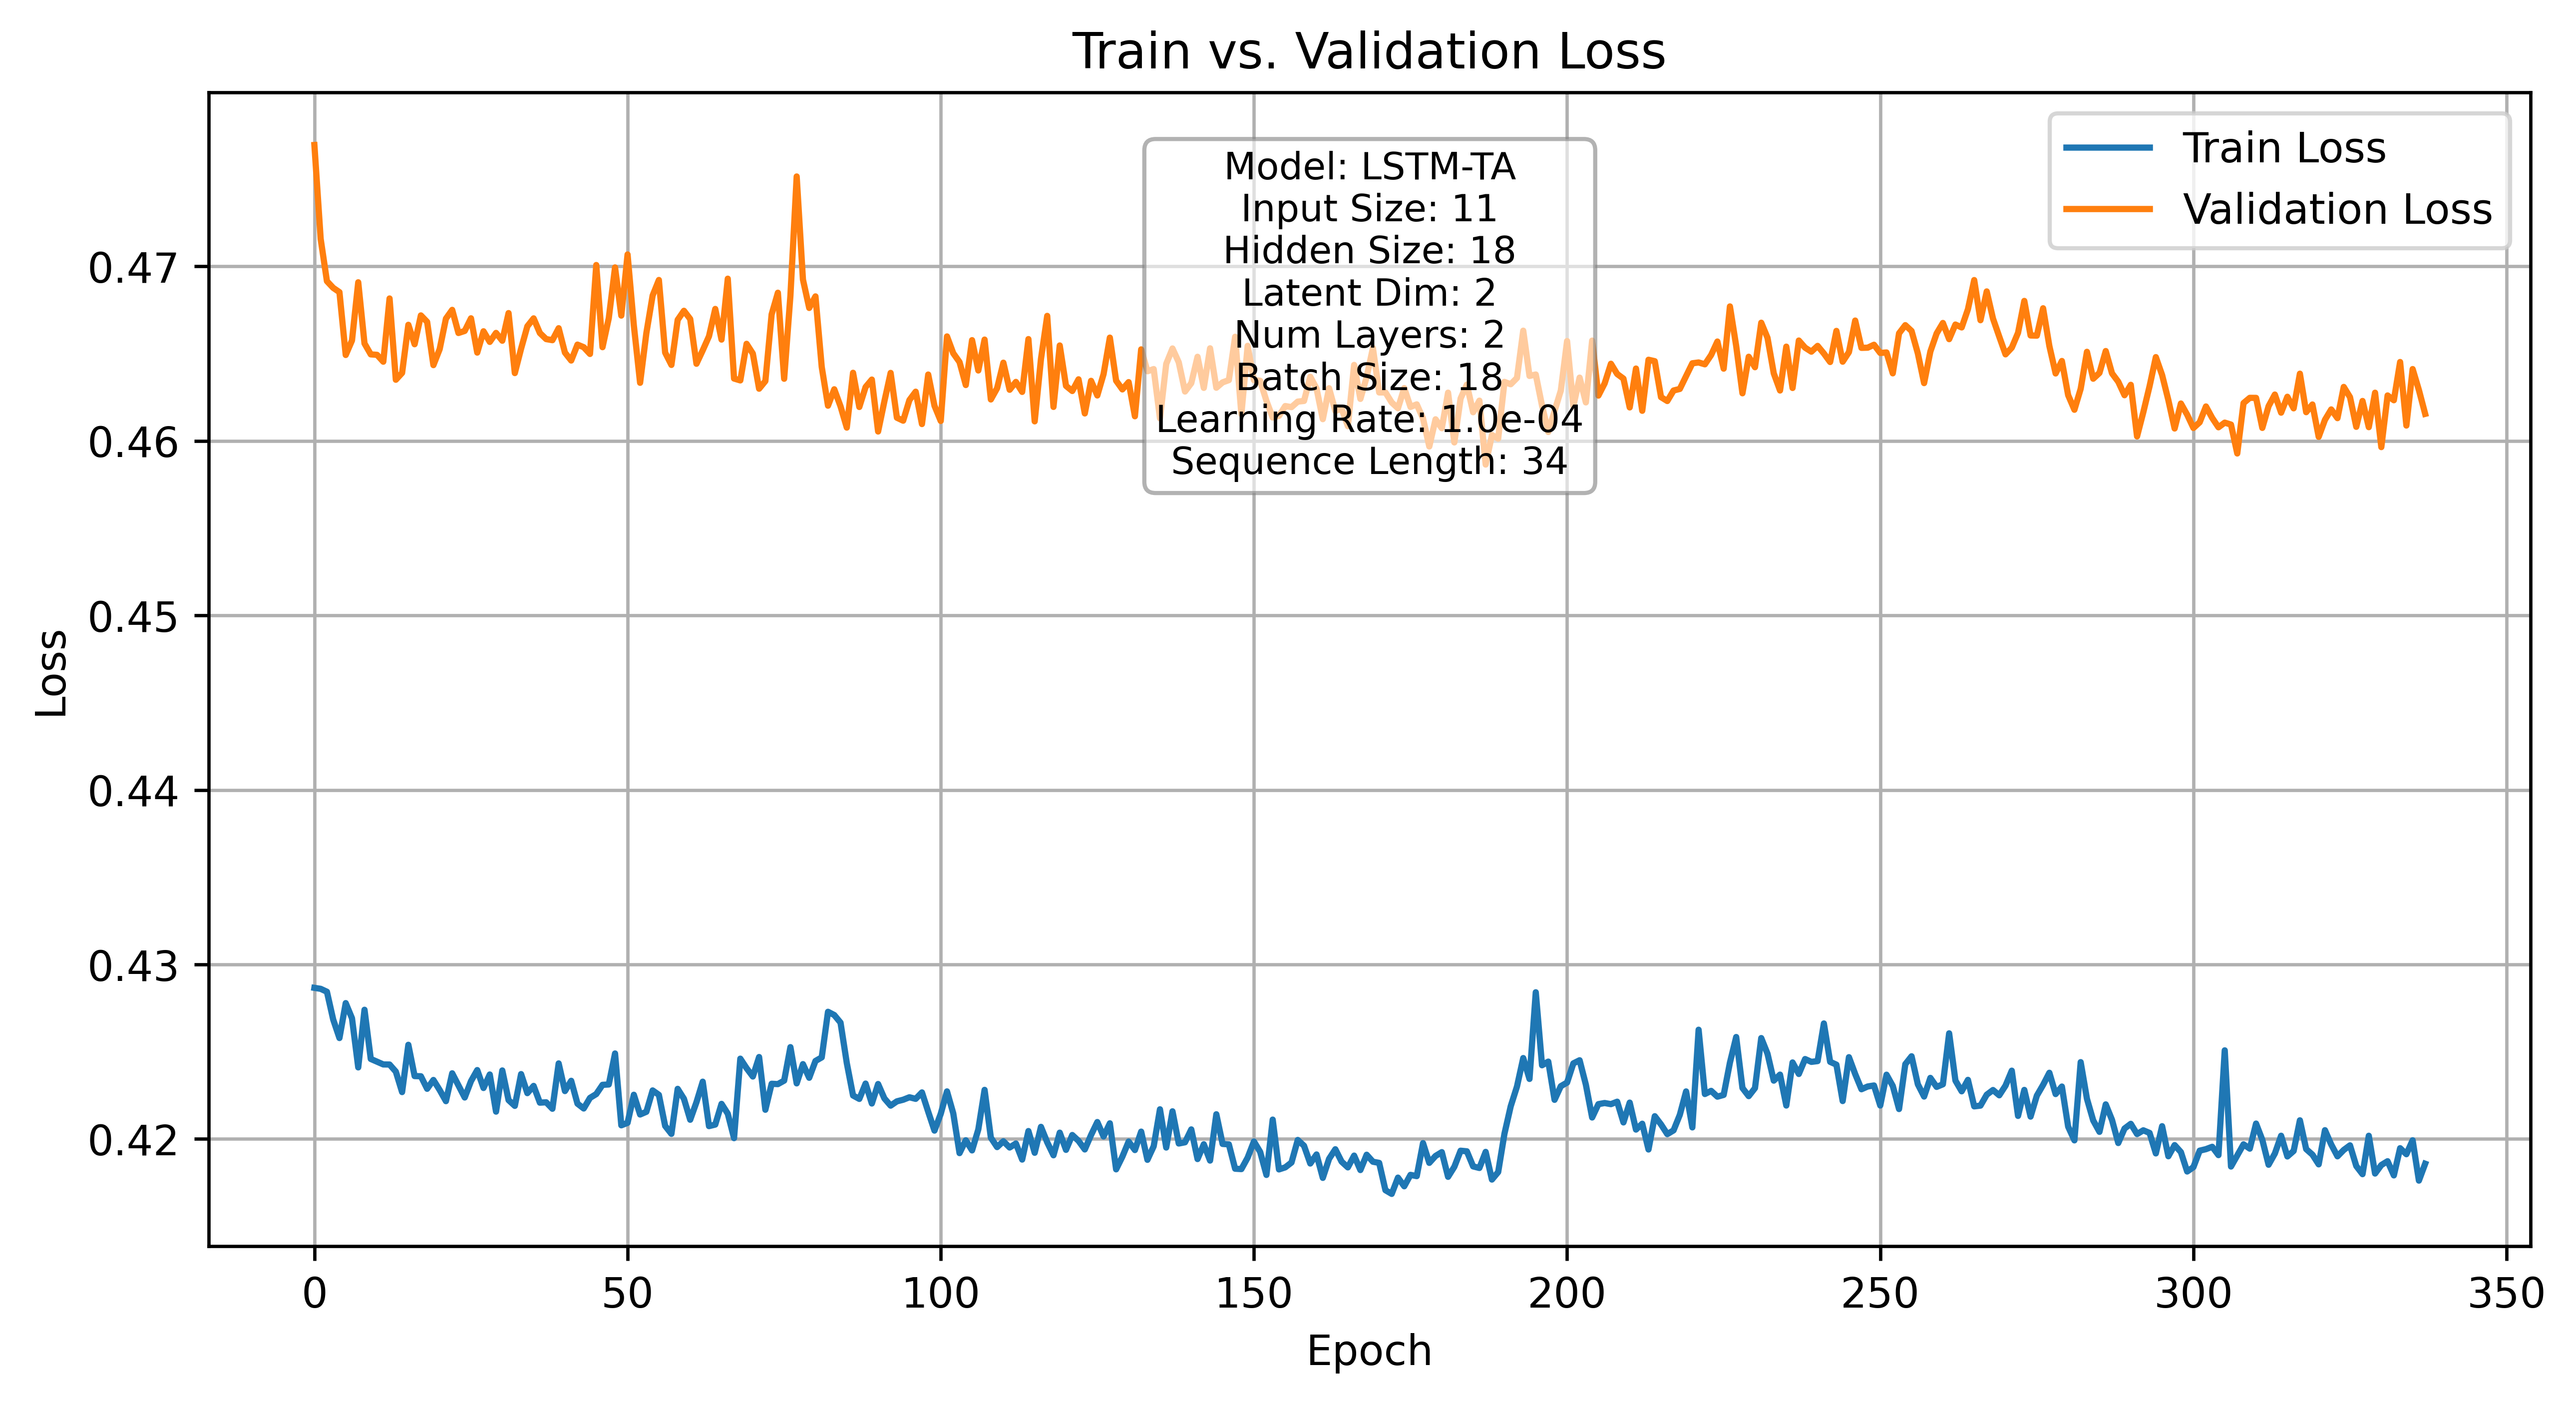 Train vs. Validation Loss
Train Loss
Validation Loss
Model: LSTM-TA
Input Size: 11
Hidden Size: 18
Latent Dim: 2
Num Layers: 2
Batch Size: 18
Learning Rate: 1.0e-04
Sequence Length: 34
Loss
0.47
0.46
0.45
0.44
0.43
0.42
0
50
100
150
200
250
300
350
Epoch